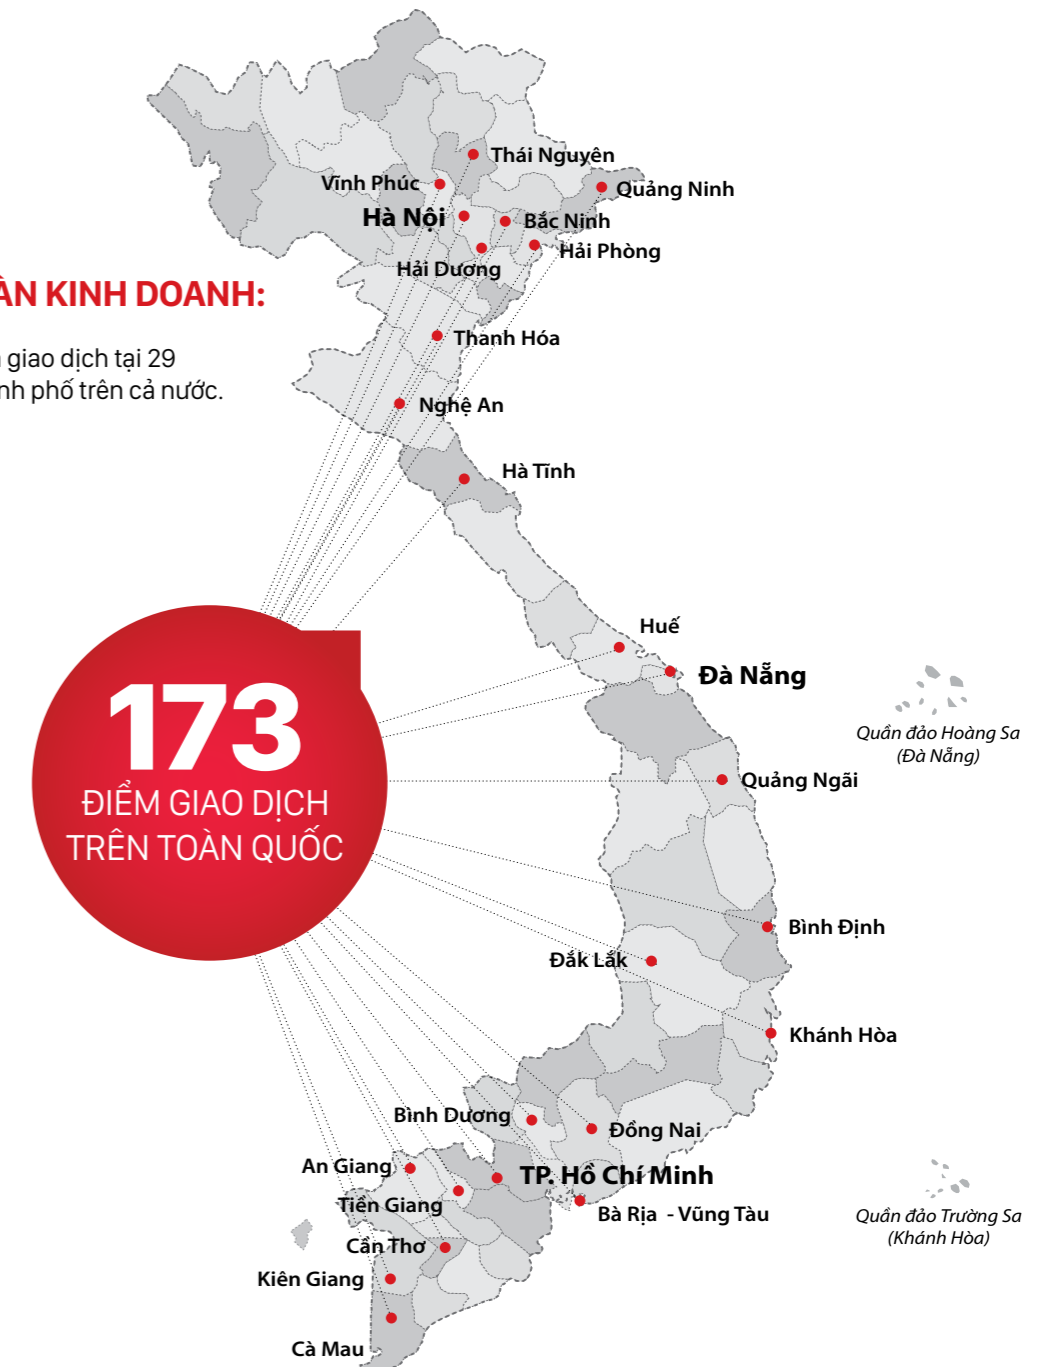 Thái Nguyên
Vĩnh Phúc
Quảng Ninh
Hà Nội
Bắc Ninh
Hải Phòng
Hải Dương
ÀN KINH DOANH:
Thanh Hóa
giao dịch tại 29
nh phố trên cả nước.
Nghệ An
Hà Tĩnh
Huế
Đà Nẵng
173
ĐIỂM GIAO DỊCH
TRÊN TOÀN QUỐC
Quần đảo Hoàng Sa
(Đà Nẵng)
Quảng Ngãi
Bình Định
Đắk Lắk
Khánh Hòa
Bình Dương
Đồng Nai
An Giang
TP. Hồ Chí Minh
Tiền Giang
Bà Rịa - Vũng Tàu
Quần đảo Trường Sa
(Khánh Hòa)
Cần Thơ
Kiên Giang
Cà Mau